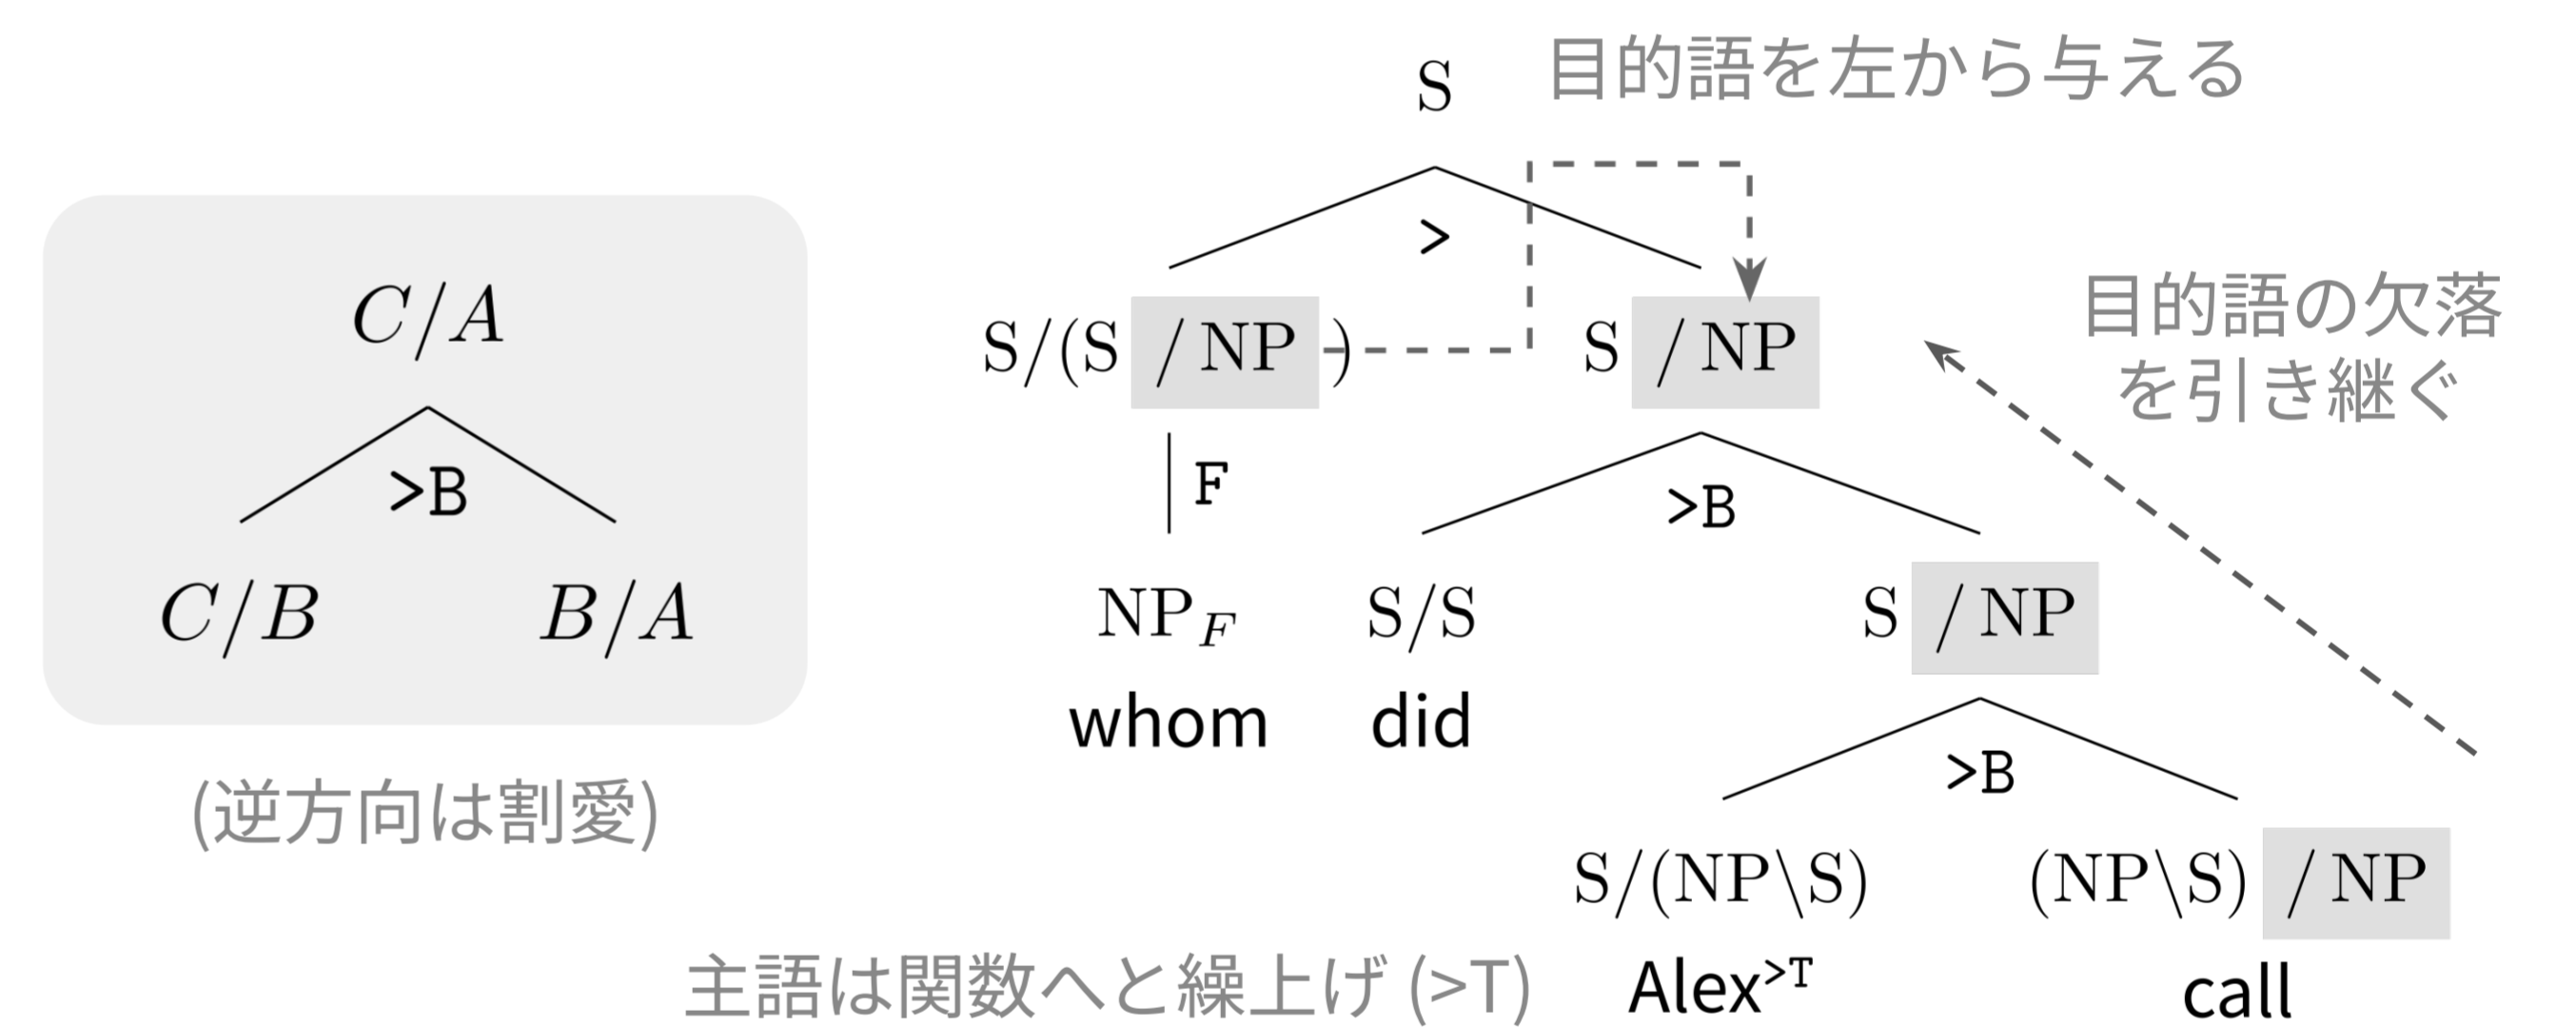 C/A
>B
C/B B/A
(逆方向は割愛)
S 目的語を左から与える
>
S/(S /NP) S /NP
目的語の欠落
を引き継ぐ
F
>B
NP_F S/S S /NP
whom did
>B
S/(NP\S) (NP\S) /NP
Alex^{>T} call
主語は関数へと繰上げ (>T)